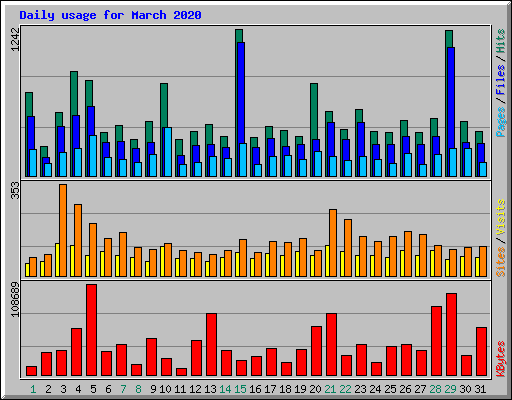 Daily usage for March 2020
1242
Pages / Files / Hits
353
Sites / Visits
108689
KBytes
1 2 3 4 5 6 7 8 9 10 11 12 13 14 15 16 17 18 19 20 21 22 23 24 25 26 27 28 29 30 31